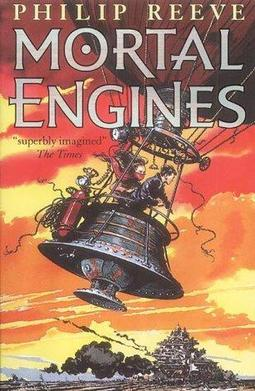 PHILIP REEVE
MORTAL
ENGINES
"superbly imagined"
The Times